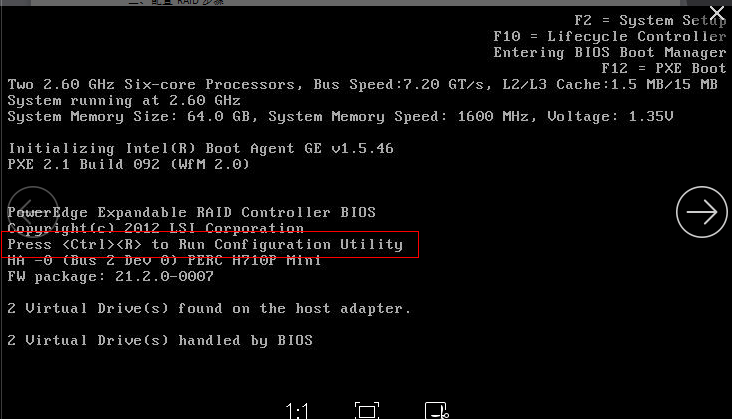 二、配置 RAID 步骤
F2 = System Setup
F10 = Lifecycle Controller
Entering BIOS Boot Manager
F12 = PXE Boot
Two 2.60 GHz Six-core Processors, Bus Speed:7.20 GT/s, L2/L3 Cache:1.5 MB/15 MB
System running at 2.60 GHz
System Memory Size: 64.0 GB, System Memory Speed: 1600 MHz, Voltage: 1.35V
Initializing Intel(R) Boot Agent GE v1.5.46
PXE 2.1 Build 092 (WfM 2.0)
PowerEdge Expandable RAID Controller BIOS
Copyright(c) 2012 LSI Corporation
Press <Ctrl><R> to Run Configuration Utility
HA -0 (Bus 2 Dev 0) PERC H710P Mini
FW package: 21.2.0-0007
2 Virtual Drive(s) found on the host adapter.
2 Virtual Drive(s) handled by BIOS
1:1